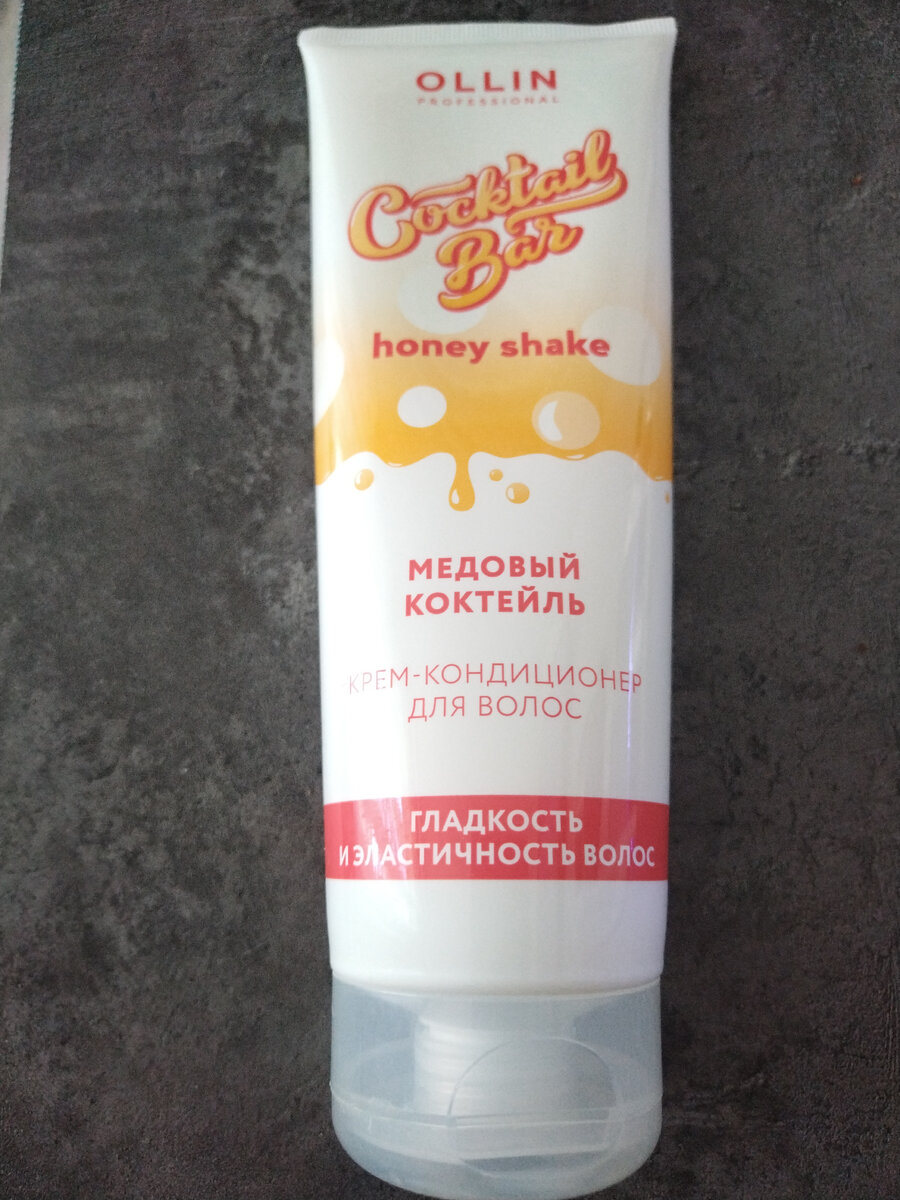 OLLIN
PROFESSIONAL
Cocktail
Bar
honey shake
МЕДОВЫЙ
КОКТЕЙЛЬ
КРЕМ-КОНДИЦИОНЕР
ДЛЯ ВОЛОС
ГЛАДКОСТЬ
И ЭЛАСТИЧНОСТЬ ВОЛОС